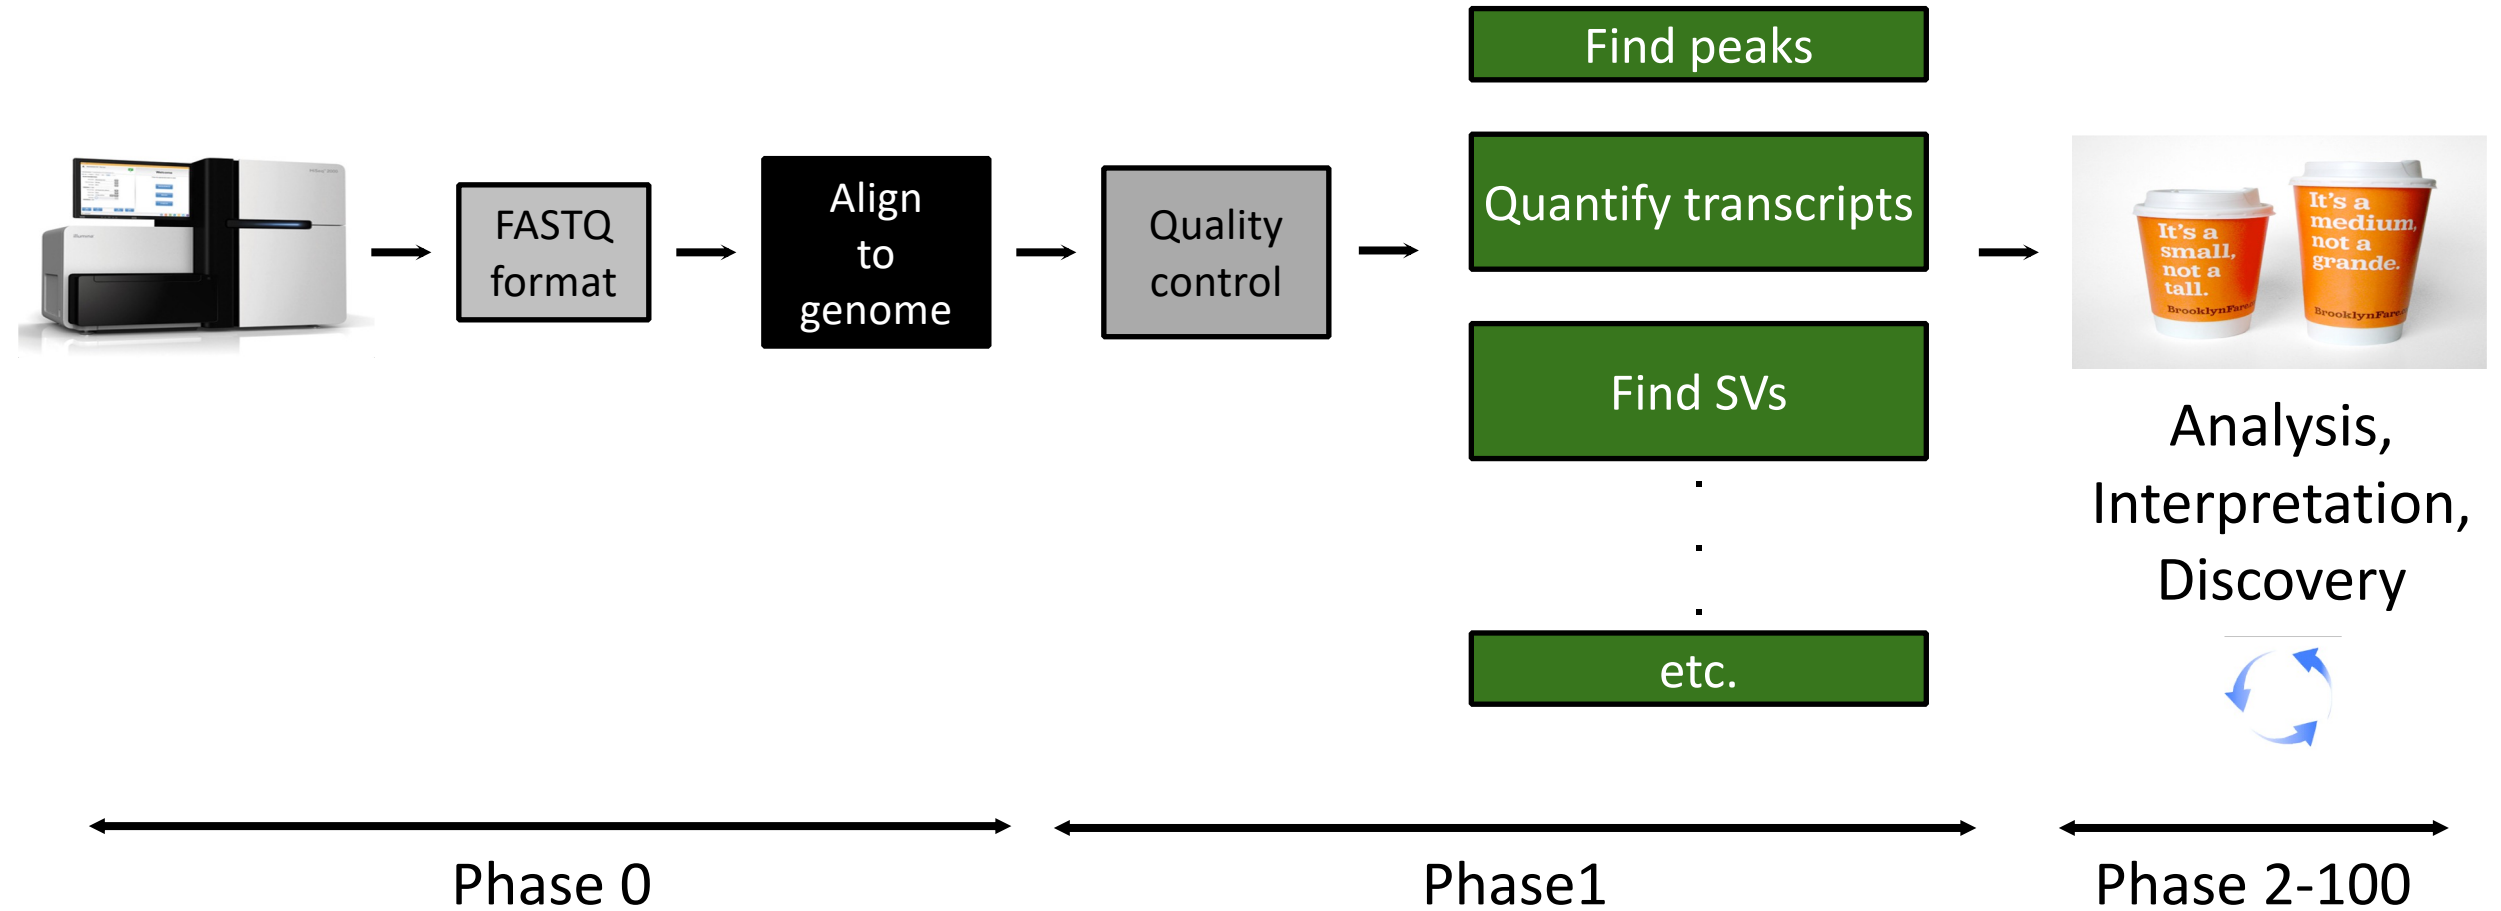 Find peaks
FASTQ
format
Align
to
genome
Quality
control
Quantify transcripts
Find SVs
.
.
.
etc.
It's a
small,
not a
tall.
BrooklynFare
It's a
medium,
not a
grande.
BrooklynFare
Analysis,
Interpretation,
Discovery
Phase 0
Phase1
Phase 2-100